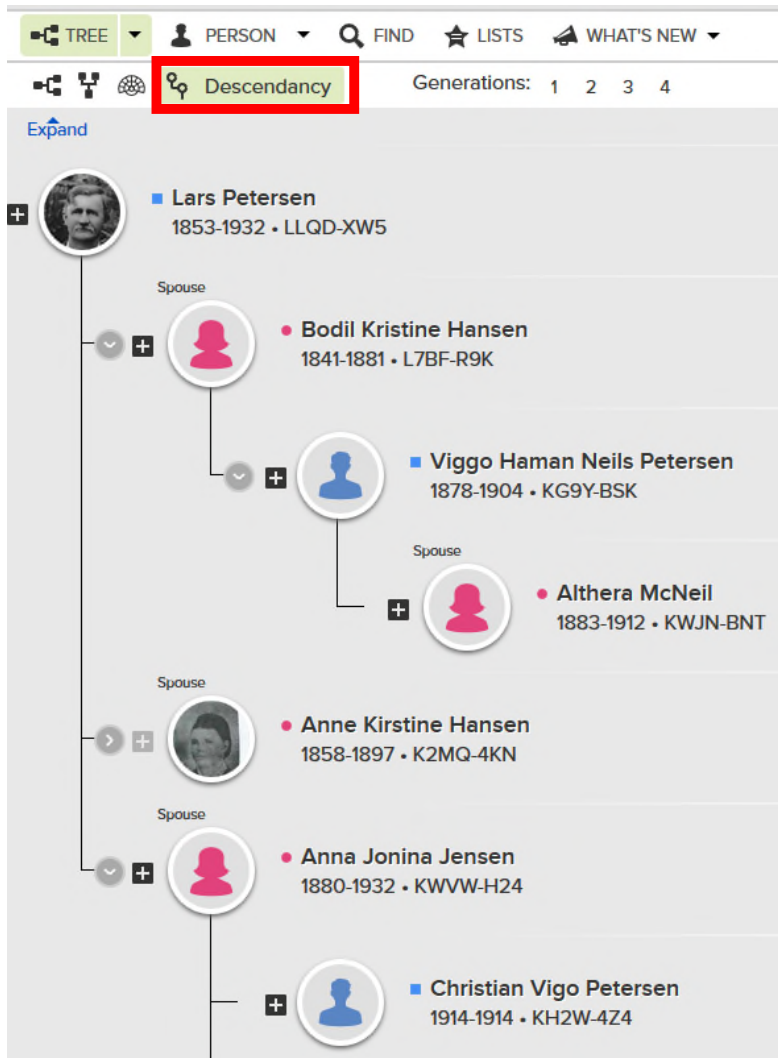 TREE PERSON FIND LISTS WHAT'S NEW
Descendancy Generations: 1 2 3 4
Expand
Lars Petersen
1853-1932 • LLQD-XW5
Spouse
Bodil Kristine Hansen
1841-1881 • L7BF-R9K
Viggo Haman Neils Petersen
1878-1904 • KG9Y-BSK
Spouse
Althera McNeil
1883-1912 • KWJN-BNT
Spouse
Anne Kirstine Hansen
1858-1897 • K2MQ-4KN
Spouse
Anna Jonina Jensen
1880-1932 • KWVW-H24
Christian Vigo Petersen
1914-1914 • KH2W-4Z4